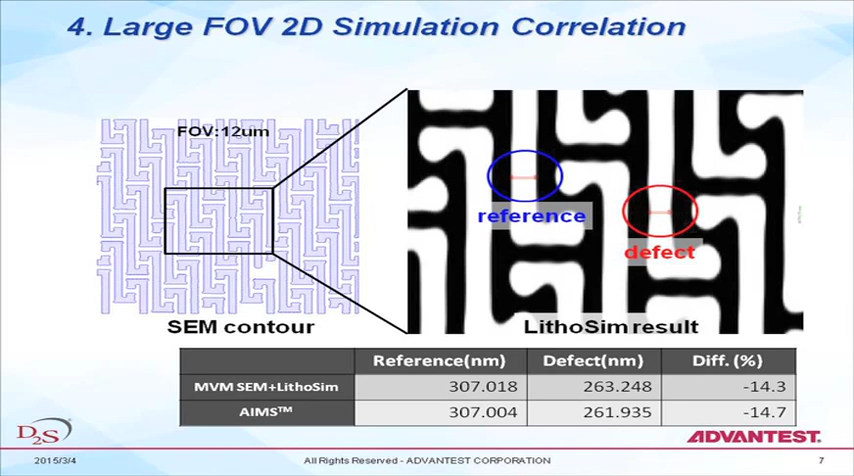 4. Large FOV 2D Simulation Correlation
FOV:12um
reference
defect
SEM contour
LithoSim result
Reference(nm) Defect(nm) Diff. (%)
MVM SEM+LithoSim 307.018 263.248 -14.3
AIMS™ 307.004 261.935 -14.7
D2S
ADVANTEST.
2015/3/4 All Rights Reserved - ADVANTEST CORPORATION 7